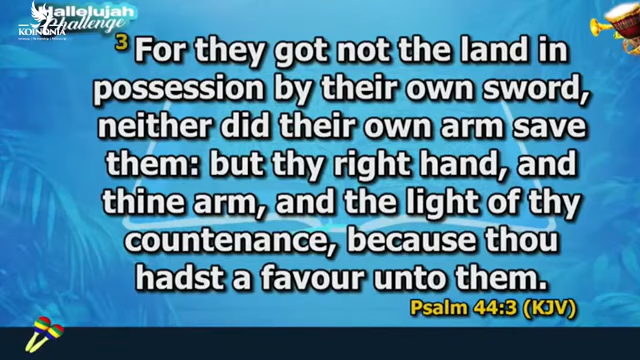 Hallelujah
Challenge
KOINONIA
3 For they got not the land in
possession by their own sword,
neither did their own arm save
them: but thy right hand, and
thine arm, and the light of thy
countenance, because thou
hadst a favour unto them.
Psalm 44:3 (KJV)